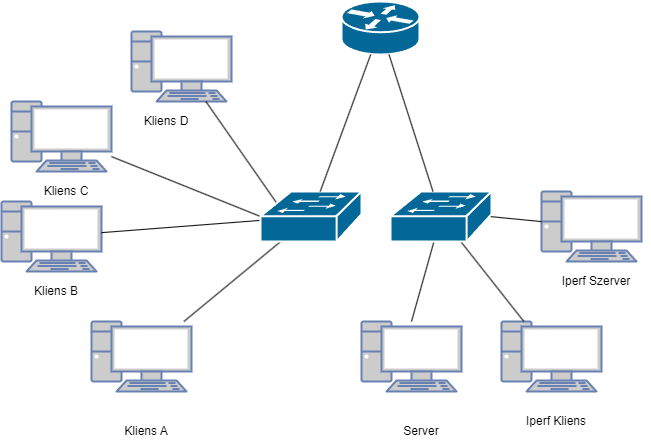 Kliens D
Kliens C
Kliens B
Iperf Szerver
Kliens A
Server
Iperf Kliens